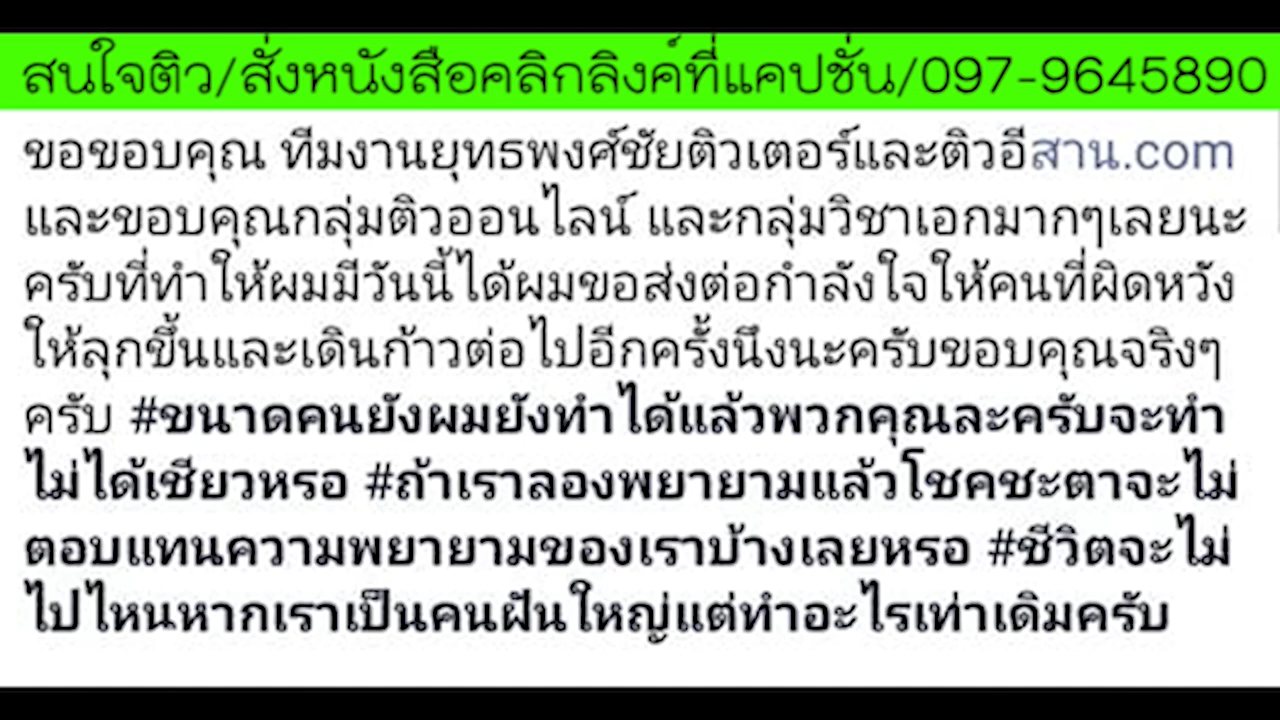 สนใจติว/สั่งหนังสือคลิกลิงค์ที่แคปชั่น/097-9645890
ขอขอบคุณ ทีมงานยุทธพงศ์ชัยติวเตอร์และติวอีสาน.com
และขอบคุณกลุ่มติวออนไลน์ และกลุ่มวิชาเอกมากๆเลยนะ
ครับที่ทำให้ผมมีวันนี้ได้ผมขอส่งต่อกำลังใจให้คนที่ผิดหวัง
ให้ลุกขึ้นและเดินก้าวต่อไปอีกครั้งนึงนะครับขอบคุณจริงๆ
ครับ #ขนาดคนยังผมยังทำได้แล้วพวกคุณละครับจะทำ
ไม่ได้เชียวหรอ #ถ้าเราลองพยายามแล้วโชคชะตาจะไม่
ตอบแทนความพยายามของเราบ้างเลยหรอ #ชีวิตจะไม่
ไปไหนหากเราเป็นคนฝันใหญ่แต่ทำอะไรเท่าเดิมครับ